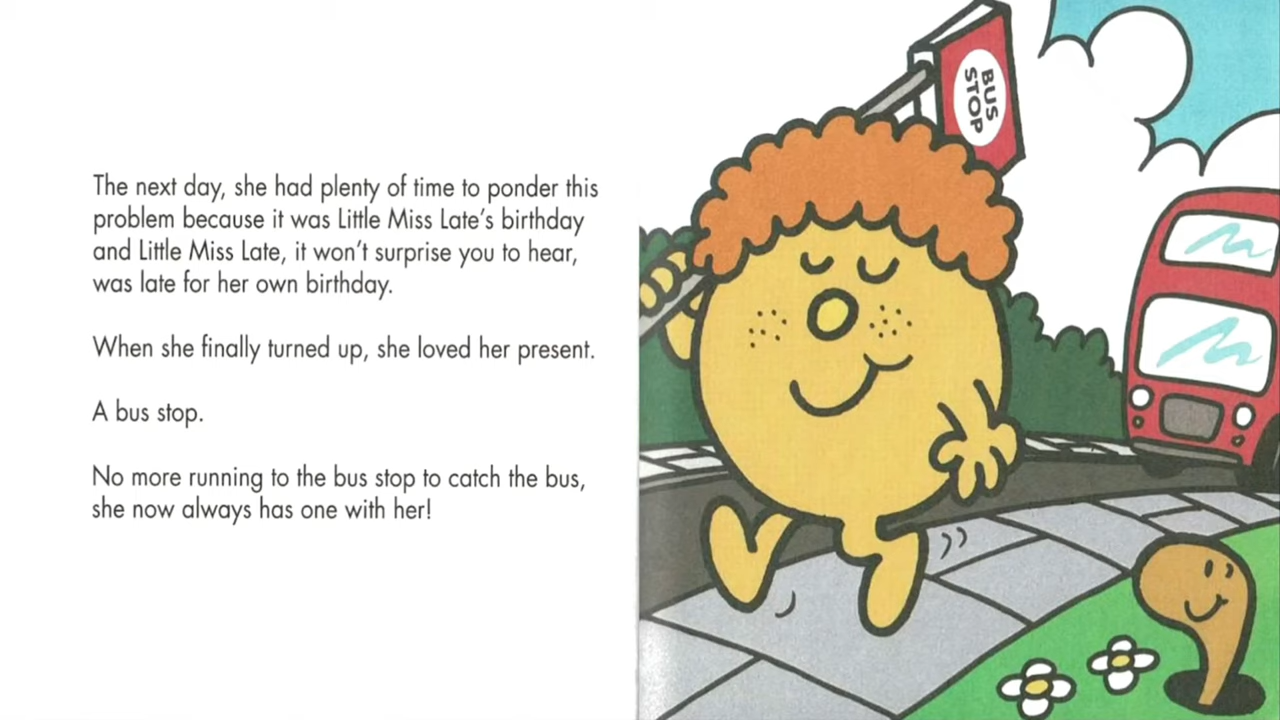 The next day, she had plenty of time to ponder this
problem because it was Little Miss Late's birthday
and Little Miss Late, it won't surprise you to hear,
was late for her own birthday.
When she finally turned up, she loved her present.
A bus stop.
No more running to the bus stop to catch the bus,
she now always has one with her!
BUS
STOP